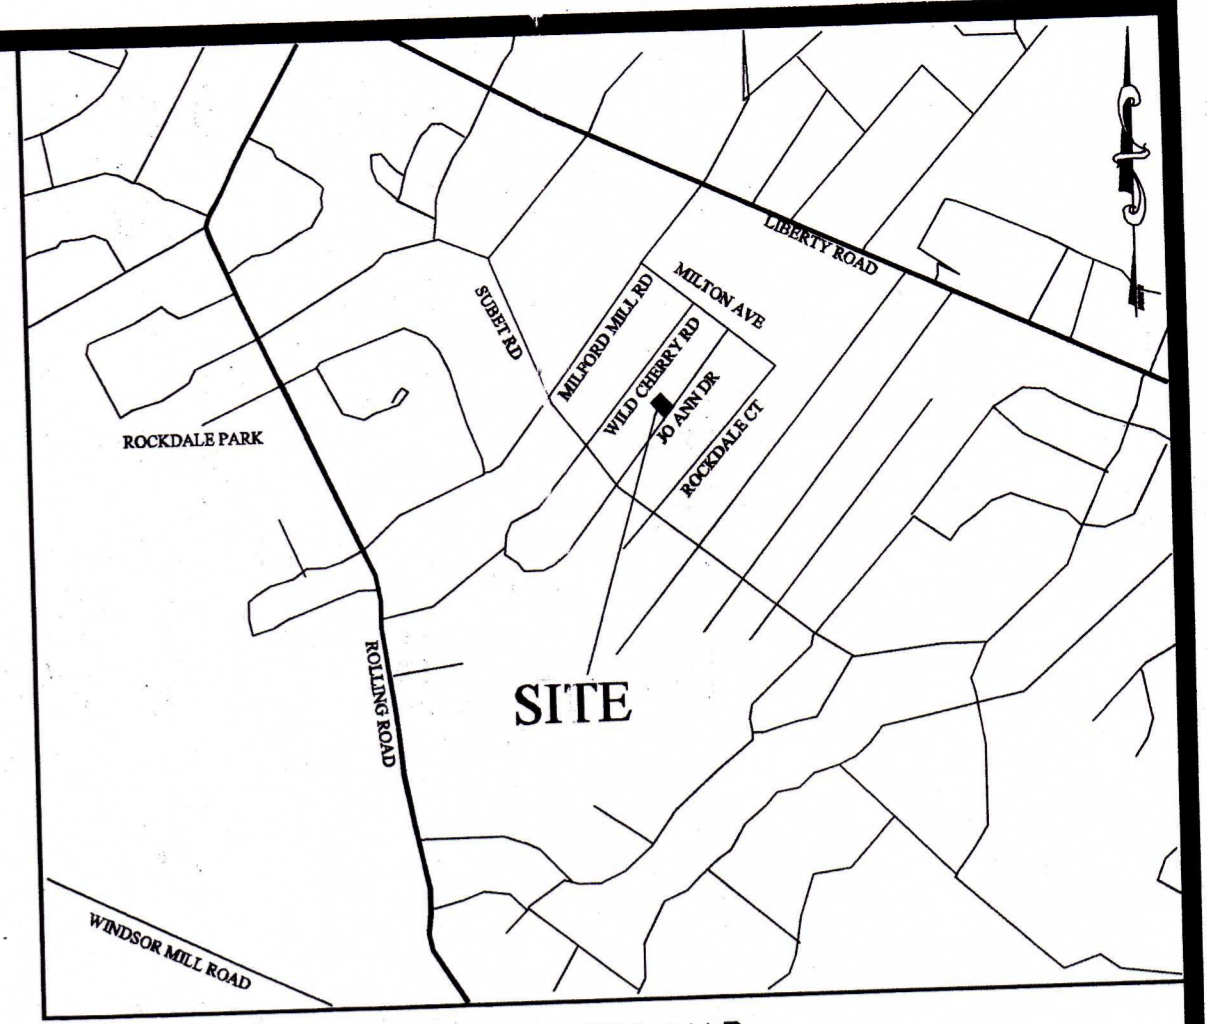 LIBERTY ROAD
MILTON AVE
SUBET RD
MILFORD MILL RD
WILD CHERRY RD
JO ANN DR
ROCKDALE CT
ROCKDALE PARK
ROLLING ROAD
SITE
WINDSOR MILL ROAD